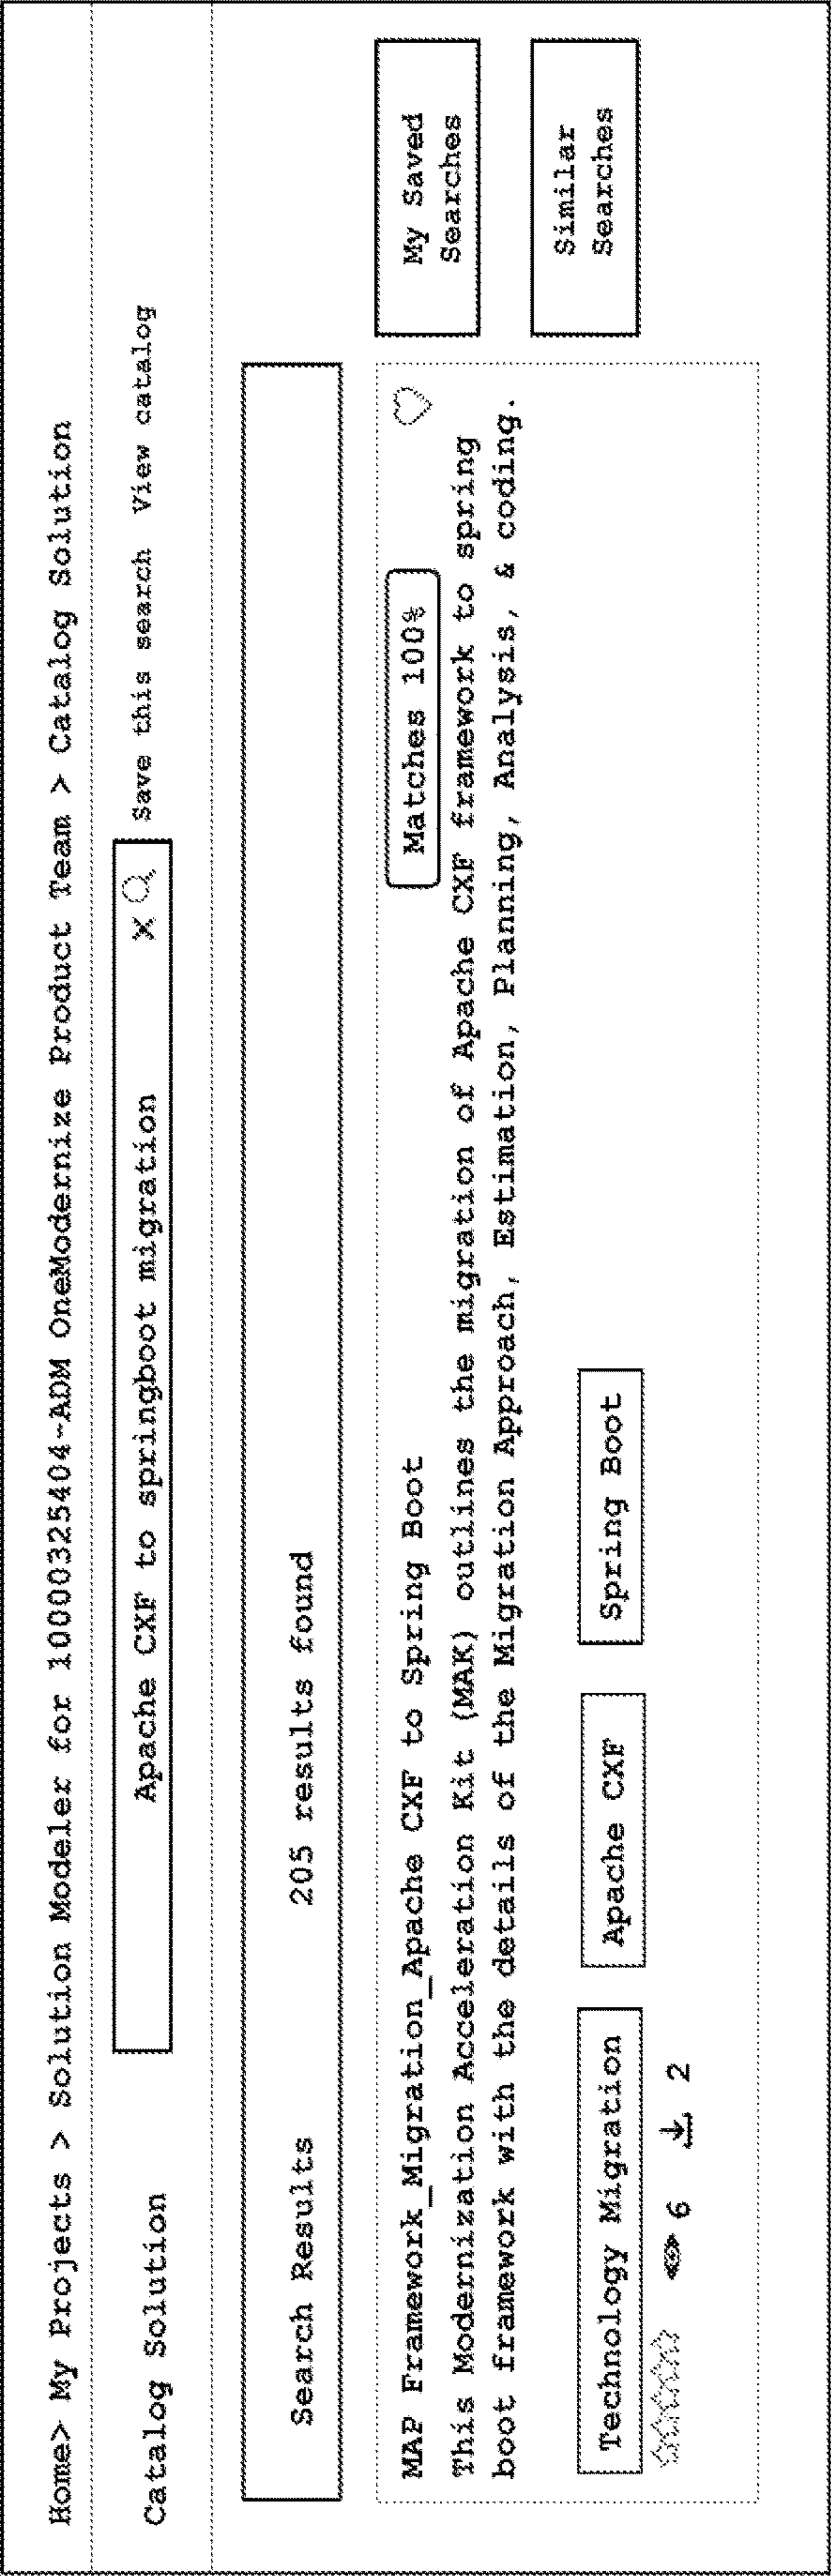 Home> My Projects > Solution Modeler for 10000325404-ADM OneModernize Product Team > Catalog Solution
Catalog Solution
Apache CXF to springboot migration X
Save this search View catalog
Search Results 205 results found
My Saved
Searches
Similar
Searches
MAP Framework_Migration_Apache CXF to Spring Boot
Matches 100%
This Modernization Acceleration Kit (MAK) outlines the migration of Apache CXF framework to spring
boot framework with the details of the Migration Approach, Estimation, Planning, Analysis, & coding.
Technology Migration
Apache CXF
Spring Boot
6 2